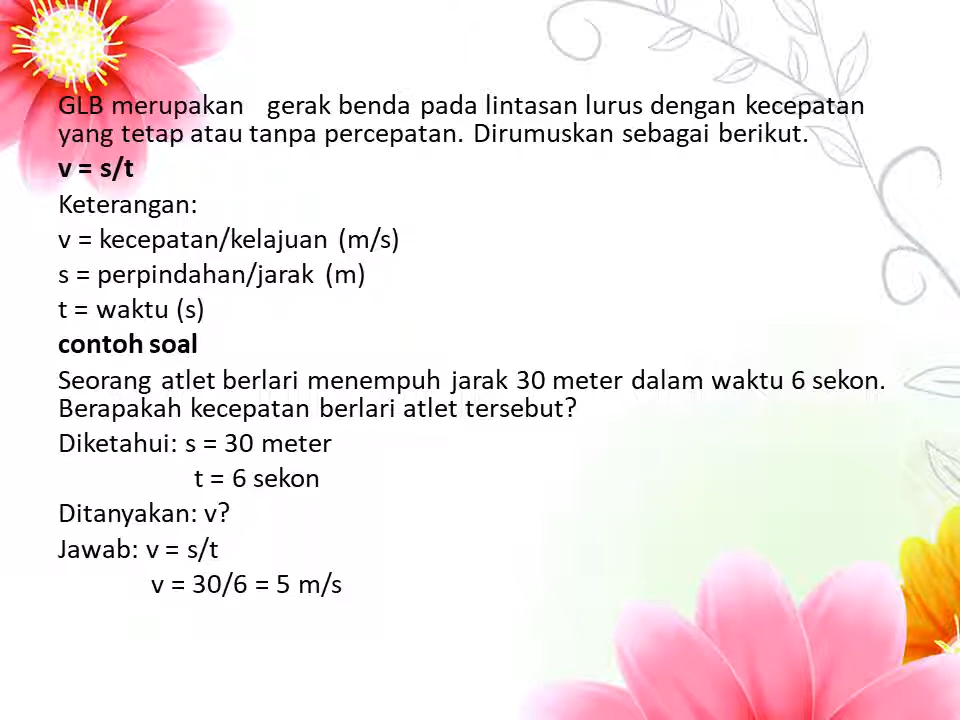 GLB merupakan   gerak benda pada lintasan lurus dengan kecepatan
yang tetap atau tanpa percepatan. Dirumuskan sebagai berikut.
v = s/t
Keterangan:
v = kecepatan/kelajuan (m/s)
s = perpindahan/jarak (m)
t = waktu (s)
contoh soal
Seorang atlet berlari menempuh jarak 30 meter dalam waktu 6 sekon.
Berapakah kecepatan berlari atlet tersebut?
Diketahui: s = 30 meter
t = 6 sekon
Ditanyakan: v?
Jawab: v = s/t
v = 30/6 = 5 m/s